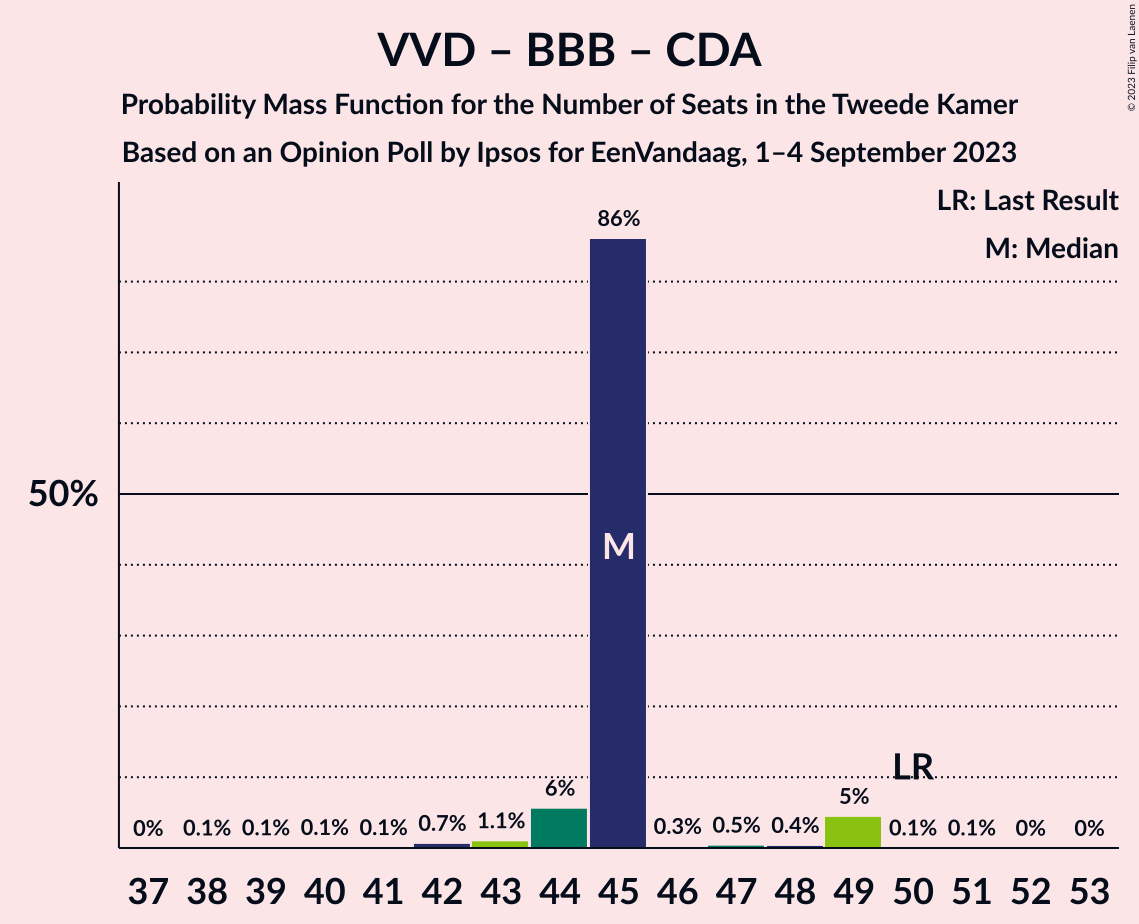 VVD – BBB – CDA
Probability Mass Function for the Number of Seats in the Tweede Kamer
Based on an Opinion Poll by Ipsos for EenVandaag, 1–4 September 2023
© 2023 Filip van Laenen
LR: Last Result
M: Median
86%
50%
M
LR
0% 0.1% 0.1% 0.1% 0.1% 0.7% 1.1% 6% 0.3% 0.5% 0.4% 5% 0.1% 0.1% 0% 0%
37 38 39 40 41 42 43 44 45 46 47 48 49 50 51 52 53